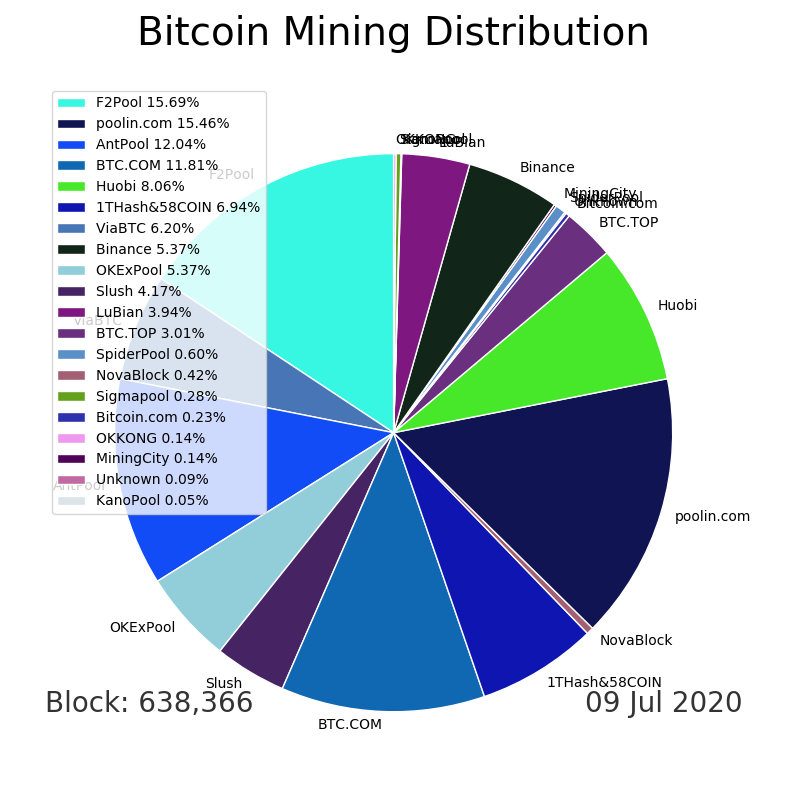 Bitcoin Mining Distribution
F2Pool 15.69%
poolin.com 15.46%
AntPool 12.04%
BTC.COM 11.81%
Huobi 8.06%
1THash&58COIN 6.94%
ViaBTC 6.20%
Binance 5.37%
OKExPool 5.37%
Slush 4.17%
LuBian 3.94%
BTC.TOP 3.01%
SpiderPool 0.60%
NovaBlock 0.42%
Sigmapool 0.28%
Bitcoin.com 0.23%
OKKONG 0.14%
MiningCity 0.14%
Unknown 0.09%
KanoPool 0.05%
OKKONG
LuBian
Binance
MiningCity
SpiderPool
Bitcoin.com
BTC.TOP
Huobi
poolin.com
NovaBlock
1THash&58COIN
BTC.COM
Slush
OKExPool
AntPool
ViaBTC
F2Pool
Block: 638,366
09 Jul 2020